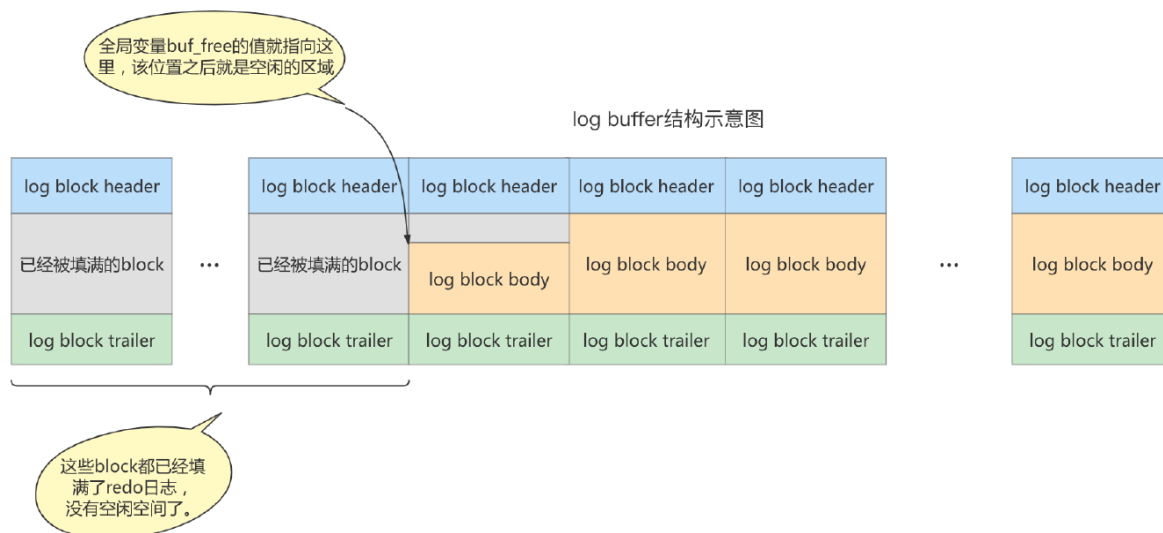 全局变量buf_free的值就指向这
里，该位置之后就是空闲的区域
log buffer结构示意图
log block header
log block header
log block header
log block header
log block header
log block header
已经被填满的block
...
已经被填满的block
log block body
log block body
log block body
...
log block body
log block trailer
log block trailer
log block trailer
log block trailer
log block trailer
log block trailer
这些block都已经填
满了redo日志，
没有空闲空间了。